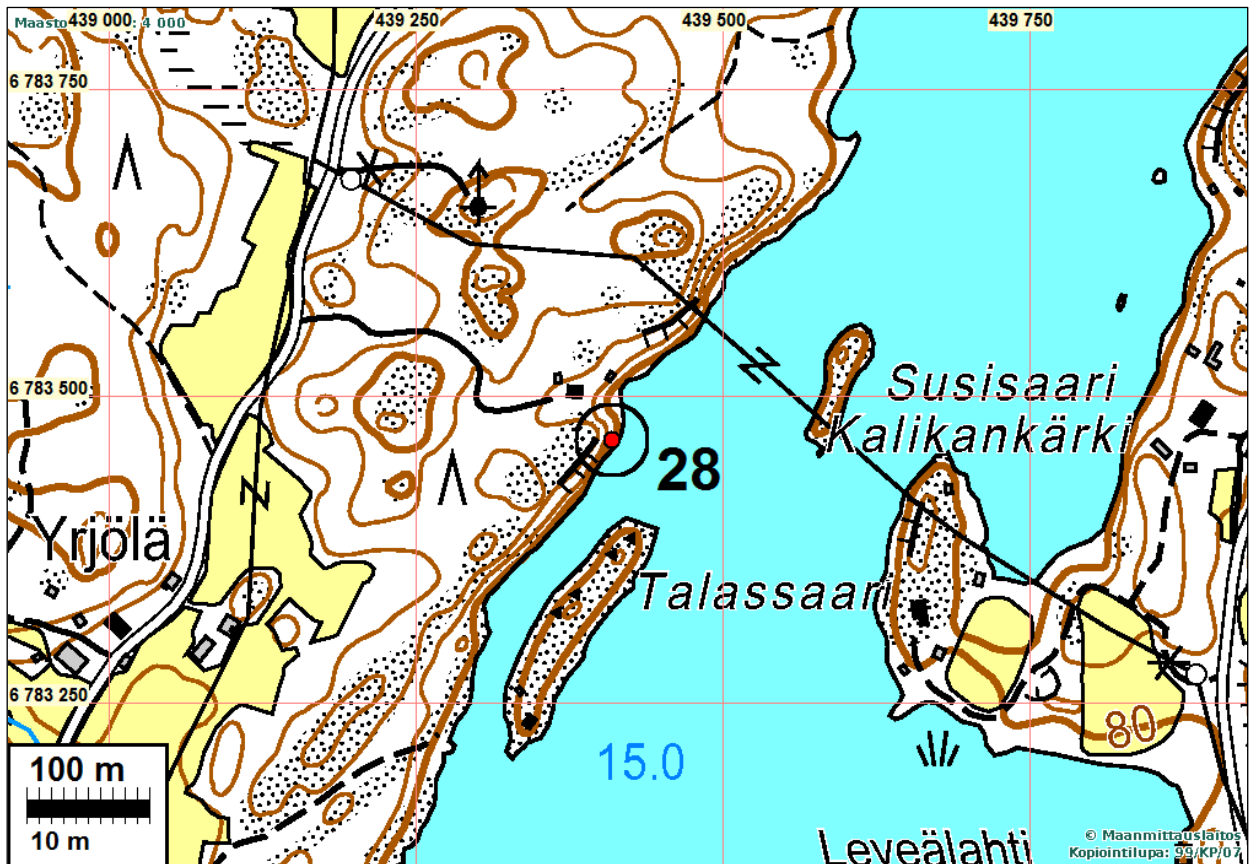 Maasto : 4 000
439 000
439 250
439 500
439 750
6 783 750
6 783 500
6 783 250
Susisaari
Kalikankärki
28
Yrjölä
Talassaari
15.0
80
100 m
10 m
Leveälahti
© Maanmittauslaitos
Kopiointilupa: 99/KP/07